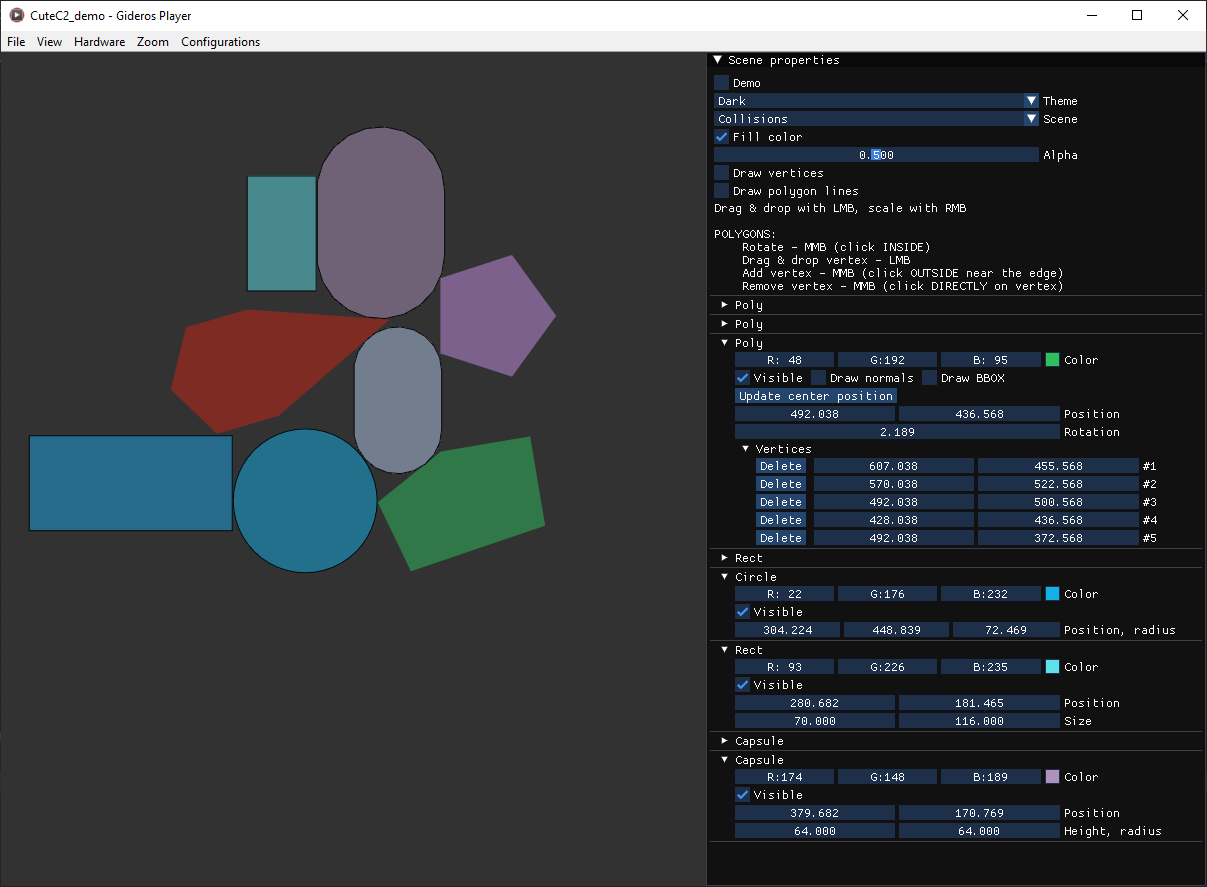 CuteC2_demo - Gideros Player
File View Hardware Zoom Configurations
Scene properties
Demo
Dark Theme
Collisions Scene
Fill color
0.500 Alpha
Draw vertices
Draw polygon lines
Drag & drop with LMB, scale with RMB
POLYGONS:
Rotate - MMB (click INSIDE)
Drag & drop vertex - LMB
Add vertex - MMB (click OUTSIDE near the edge)
Remove vertex - MMB (click DIRECTLY on vertex)
Poly
Poly
Poly
R: 48 G:192 B: 95 Color
Visible Draw normals Draw BBOX
Update center position
492.038 436.568 Position
2.189 Rotation
Vertices
Delete 607.038 455.568 #1
Delete 570.038 522.568 #2
Delete 492.038 500.568 #3
Delete 428.038 436.568 #4
Delete 492.038 372.568 #5
Rect
Circle
R: 22 G:176 B:232 Color
Visible
304.224 448.839 72.469 Position, radius
Rect
R: 93 G:226 B:235 Color
Visible
280.682 181.465 Position
70.000 116.000 Size
Capsule
Capsule
R:174 G:148 B:189 Color
Visible
379.682 170.769 Position
64.000 64.000 Height, radius